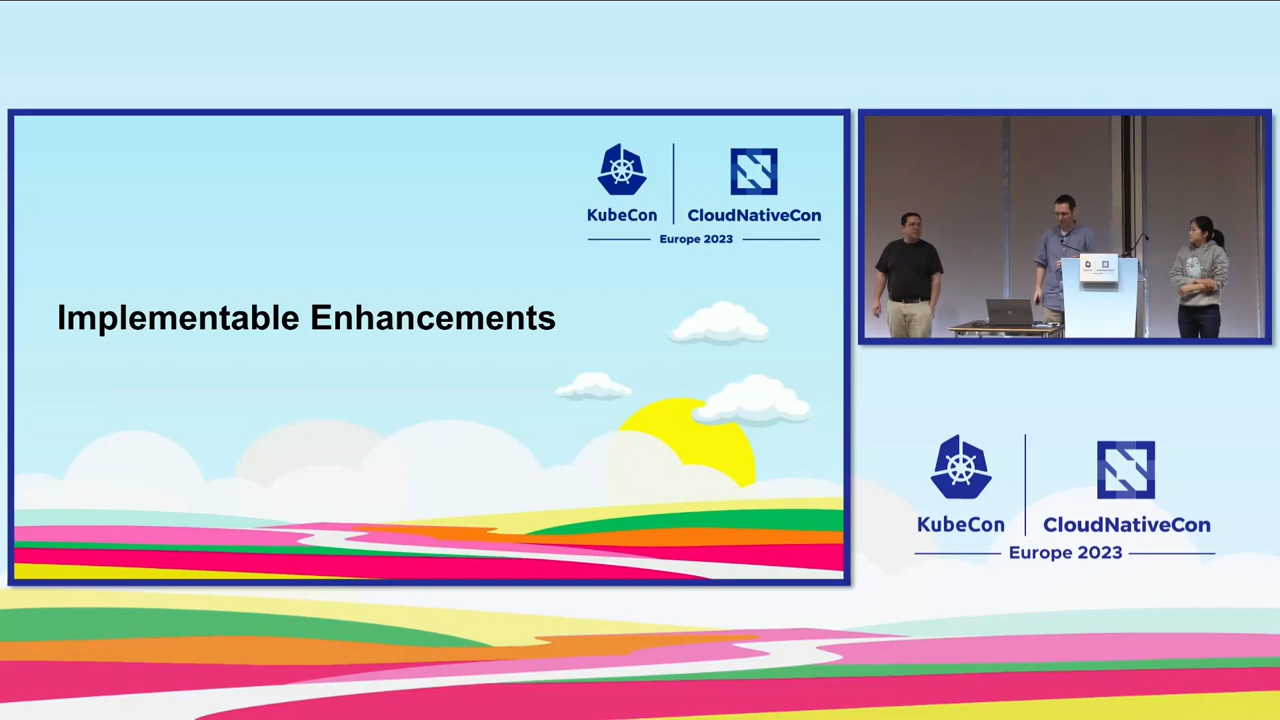 KubeCon
CloudNativeCon
Europe 2023
Implementable Enhancements
KubeCon
CloudNativeCon
Europe 2023